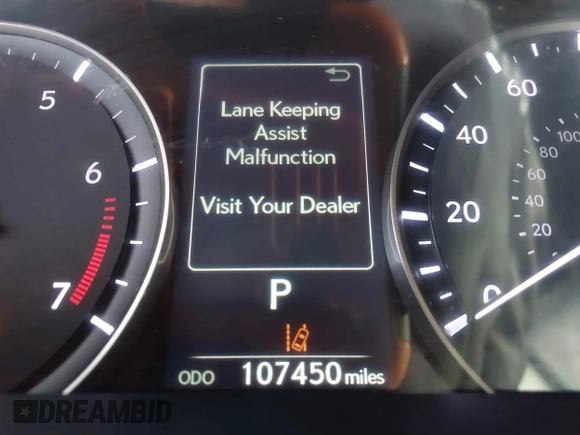 Lane Keeping
Assist
Malfunction
Visit Your Dealer
P
ODO 107450 miles
5
6
7
0
20
40
60
20
40
60
80
100
DREAMBID